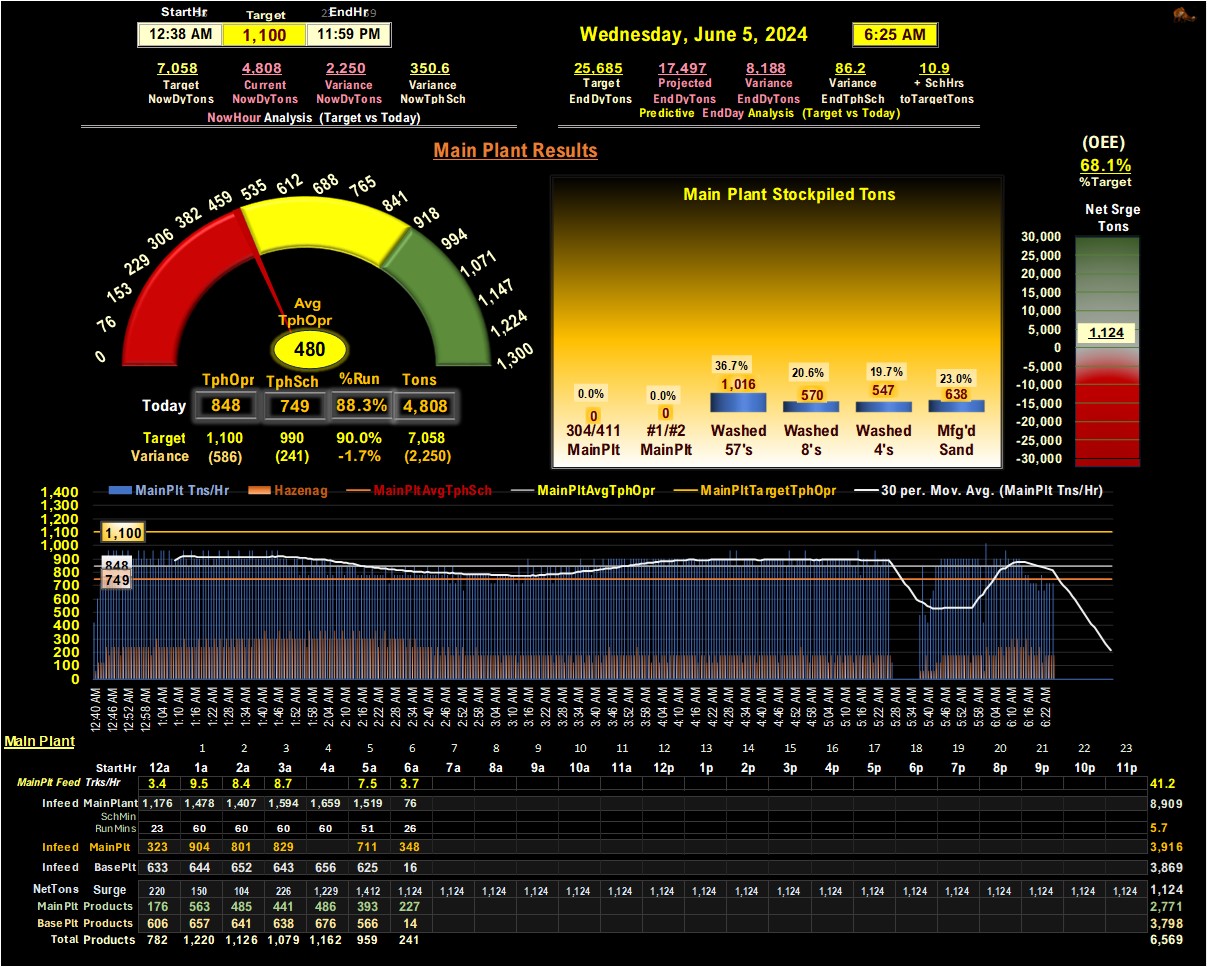 StartHr Target EndHr
12:38 AM 1,100 11:59 PM
Wednesday, June 5, 2024 6:25 AM
7,058 4,808 2,250 350.6
Target Current Variance Variance
NowDyTons NowDyTons NowDyTons NowTphSch
NowHour Analysis (Target vs Today)
25,685 17,497 8,188 86.2 10.9
Target Projected Variance Variance + SchHrs
EndDyTons EndDyTons EndDyTons EndTphSch toTargetTons
Predictive EndDay Analysis (Target vs Today)
Main Plant Results
(OEE)
68.1%
%Target
0 76 153 229 306 382 459 535 612 688 765 841 918 994 1,071 1,147 1,224 1,300
Avg
TphOpr
480
TphOpr TphSch %Run Tons
Today 848 749 88.3% 4,808
Target 1,100 990 90.0% 7,058
Variance (586) (241) -1.7% (2,250)
Main Plant Stockpiled Tons
0.0% 0.0% 36.7% 20.6% 19.7% 23.0%
0 0 1,016 570 547 638
304/411 #1/#2 Washed Washed Washed Mfg'd
MainPlt MainPlt 57's 8's 4's Sand
Net Srge
Tons
30,000
25,000
20,000
15,000
10,000
5,000
0
-5,000
-10,000
-15,000
-20,000
-25,000
-30,000
1,124
MainPlt Tns/Hr Hazenag MainPltAvgTphSch MainPltAvgTphOpr MainPltTargetTphOpr 30 per. Mov. Avg. (MainPlt Tns/Hr)
1,400
1,300
1,200
1,100
1,000
900
800
700
600
500
400
300
200
100
0
1,100
848
749
12:40 AM 12:46 AM 12:52 AM 12:58 AM 1:04 AM 1:10 AM 1:16 AM 1:22 AM 1:28 AM 1:34 AM 1:40 AM 1:46 AM 1:52 AM 1:58 AM 2:04 AM 2:10 AM 2:16 AM 2:22 AM 2:28 AM 2:34 AM 2:40 AM 2:46 AM 2:52 AM 2:58 AM 3:04 AM 3:10 AM 3:16 AM 3:22 AM 3:28 AM 3:34 AM 3:40 AM 3:46 AM 3:52 AM 3:58 AM 4:04 AM 4:10 AM 4:16 AM 4:22 AM 4:28 AM 4:34 AM 4:40 AM 4:46 AM 4:52 AM 4:58 AM 5:04 AM 5:10 AM 5:16 AM 5:22 AM 5:28 AM 5:34 AM 5:40 AM 5:46 AM 5:52 AM 5:58 AM 6:04 AM 6:10 AM 6:16 AM 6:22 AM
Main Plant
1 2 3 4 5 6 7 8 9 10 11 12 13 14 15 16 17 18 19 20 21 22 23
StartHr 12a 1a 2a 3a 4a 5a 6a 7a 8a 9a 10a 11a 12p 1p 2p 3p 4p 5p 6p 7p 8p 9p 10p 11p
MainPlt Feed Trks/Hr 3.4 9.5 8.4 8.7 7.5 3.7 41.2
Infeed MainPlant 1,176 1,478 1,407 1,594 1,659 1,519 76 8,909
SchMin
RunMins 23 60 60 60 60 51 26 5.7
Infeed MainPlt 323 904 801 829 711 348 3,916
Infeed BasePlt 633 644 652 643 656 625 16 3,869
NetTons Surge 220 150 104 226 1,229 1,412 1,124 1,124 1,124 1,124 1,124 1,124 1,124 1,124 1,124 1,124 1,124 1,124 1,124 1,124 1,124 1,124 1,124 1,124 1,124
MainPlt Products 176 563 485 441 486 393 227 2,771
BasePlt Products 606 657 641 638 676 566 14 3,798
Total Products 782 1,220 1,126 1,079 1,162 959 241 6,569